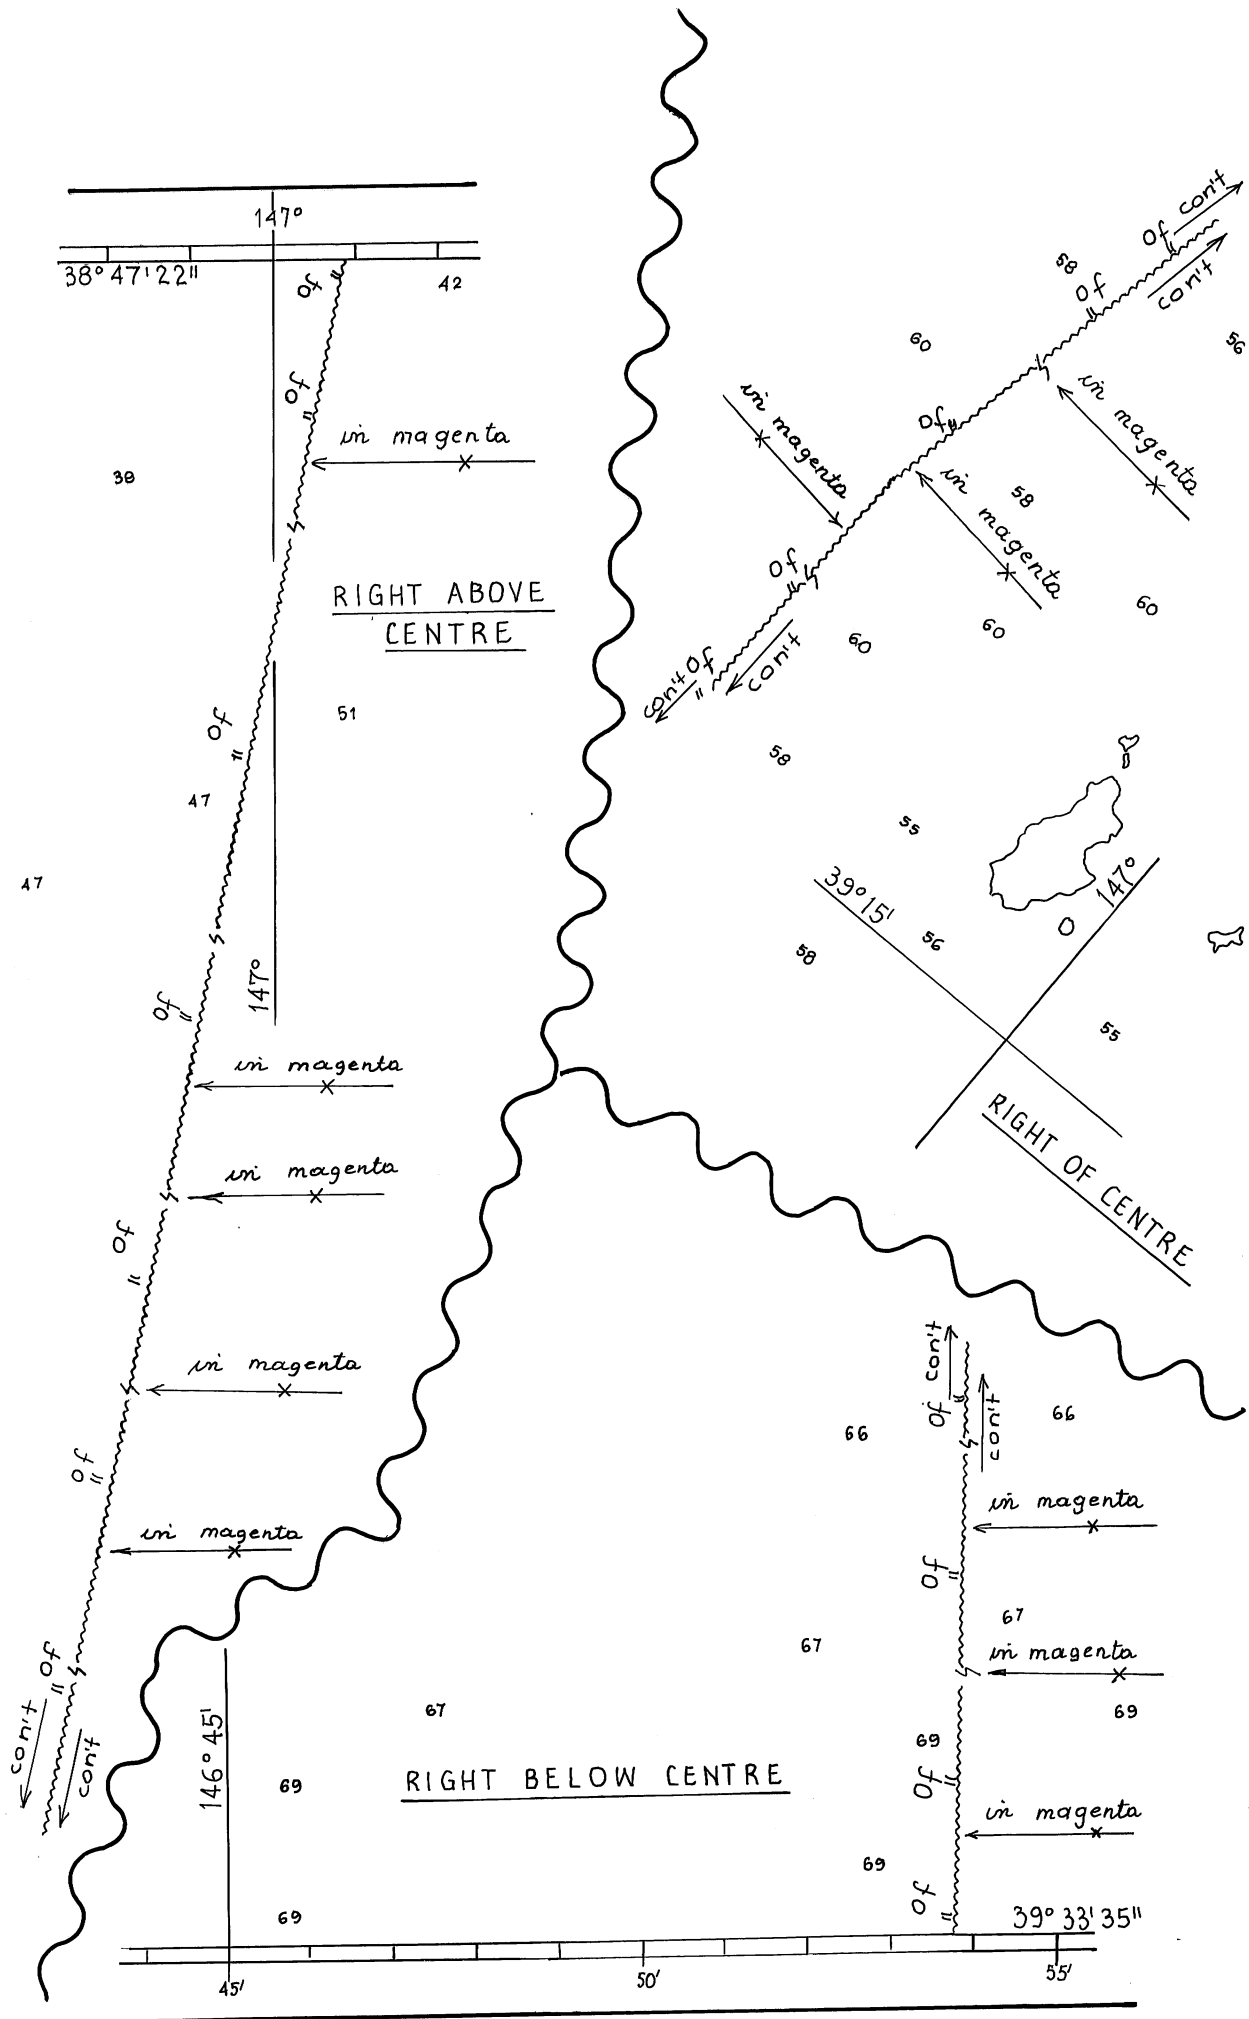 147°
38° 47' 22"
Of
42
Of
in magenta
38
RIGHT ABOVE
CENTRE
51
Of
47
47
147°
Of
in magenta
in magenta
Of
in magenta
Of
in magenta
Of
con't
con't
con't
Of
con't
58
Of
60
56
in magenta
in magenta
Of
in magenta
58
Of
60
60
60
con't
Of
con't
58
55
39° 15'
147°
56
58
55
RIGHT OF CENTRE
con't
Of
66
66
con't
in magenta
Of
67
67
in magenta
67
69
69
146° 45'
RIGHT BELOW CENTRE
69
Of
in magenta
69
Of
69
39° 33' 35"
45'
50'
55'